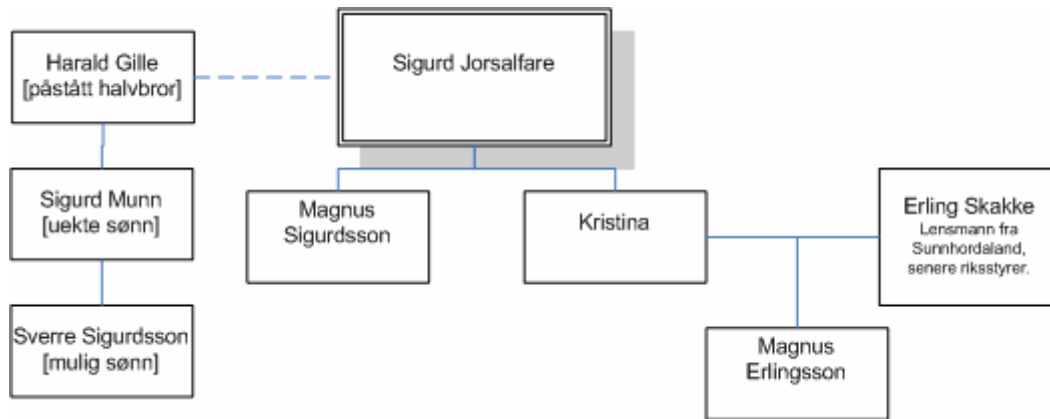 Harald Gille
[påstått halvbror]
Sigurd Jorsalfare
Sigurd Munn
[uekte sønn]
Magnus
Sigurdsson
Kristina
Erling Skakke
Lensmann fra
Sunnhordaland,
senere riksstyrer.
Sverre Sigurdsson
[mulig sønn]
Magnus
Erlingsson